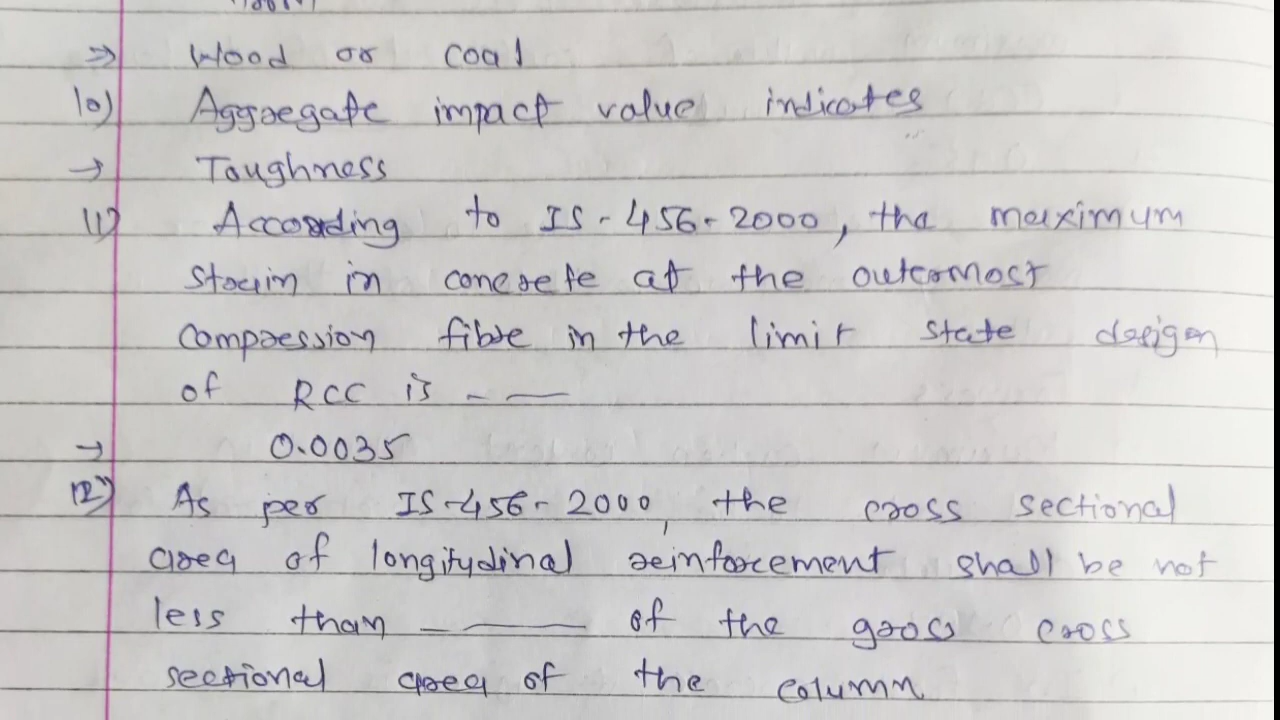 ⇒ Wood or coal
10) Aggregate impact value indicates
→ Toughness
11) According to IS-456-2000, the maximum
strain in concrete at the outermost
compression fibre in the limit state design
of RCC is - —
→ 0.0035
12) As per IS-456-2000, the cross sectional
area of longitudinal reinforcement shall be not
less than - — of the gross cross
sectional area of the column